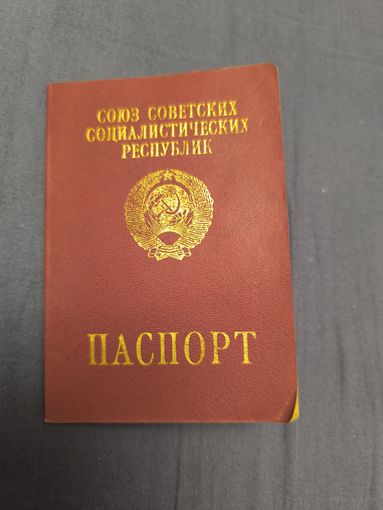 СОЮЗ СОВЕТСКИХ
СОЦИАЛИСТИЧЕСКИХ
РЕСПУБЛИК
ПАСПОРТ